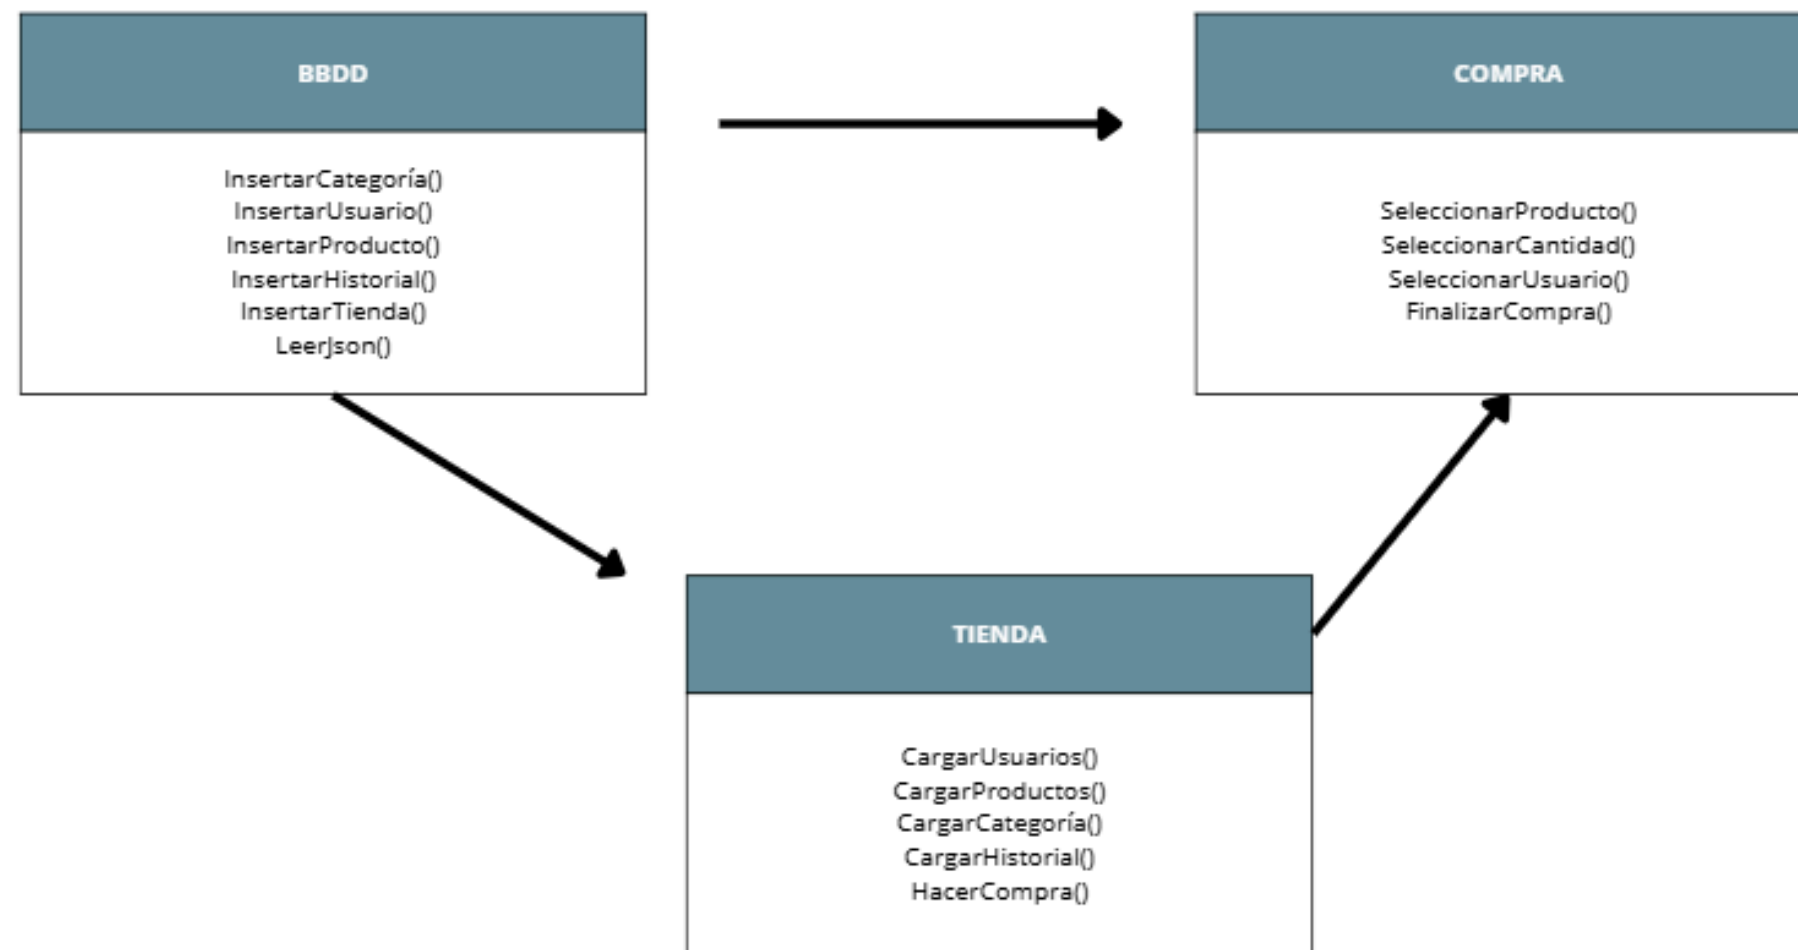 BBDD
InsertarCategoría()
InsertarUsuario()
InsertarProducto()
InsertarHistorial()
InsertarTienda()
LeerJson()
COMPRA
SeleccionarProducto()
SeleccionarCantidad()
SeleccionarUsuario()
FinalizarCompra()
TIENDA
CargarUsuarios()
CargarProductos()
CargarCategoría()
CargarHistorial()
HacerCompra()